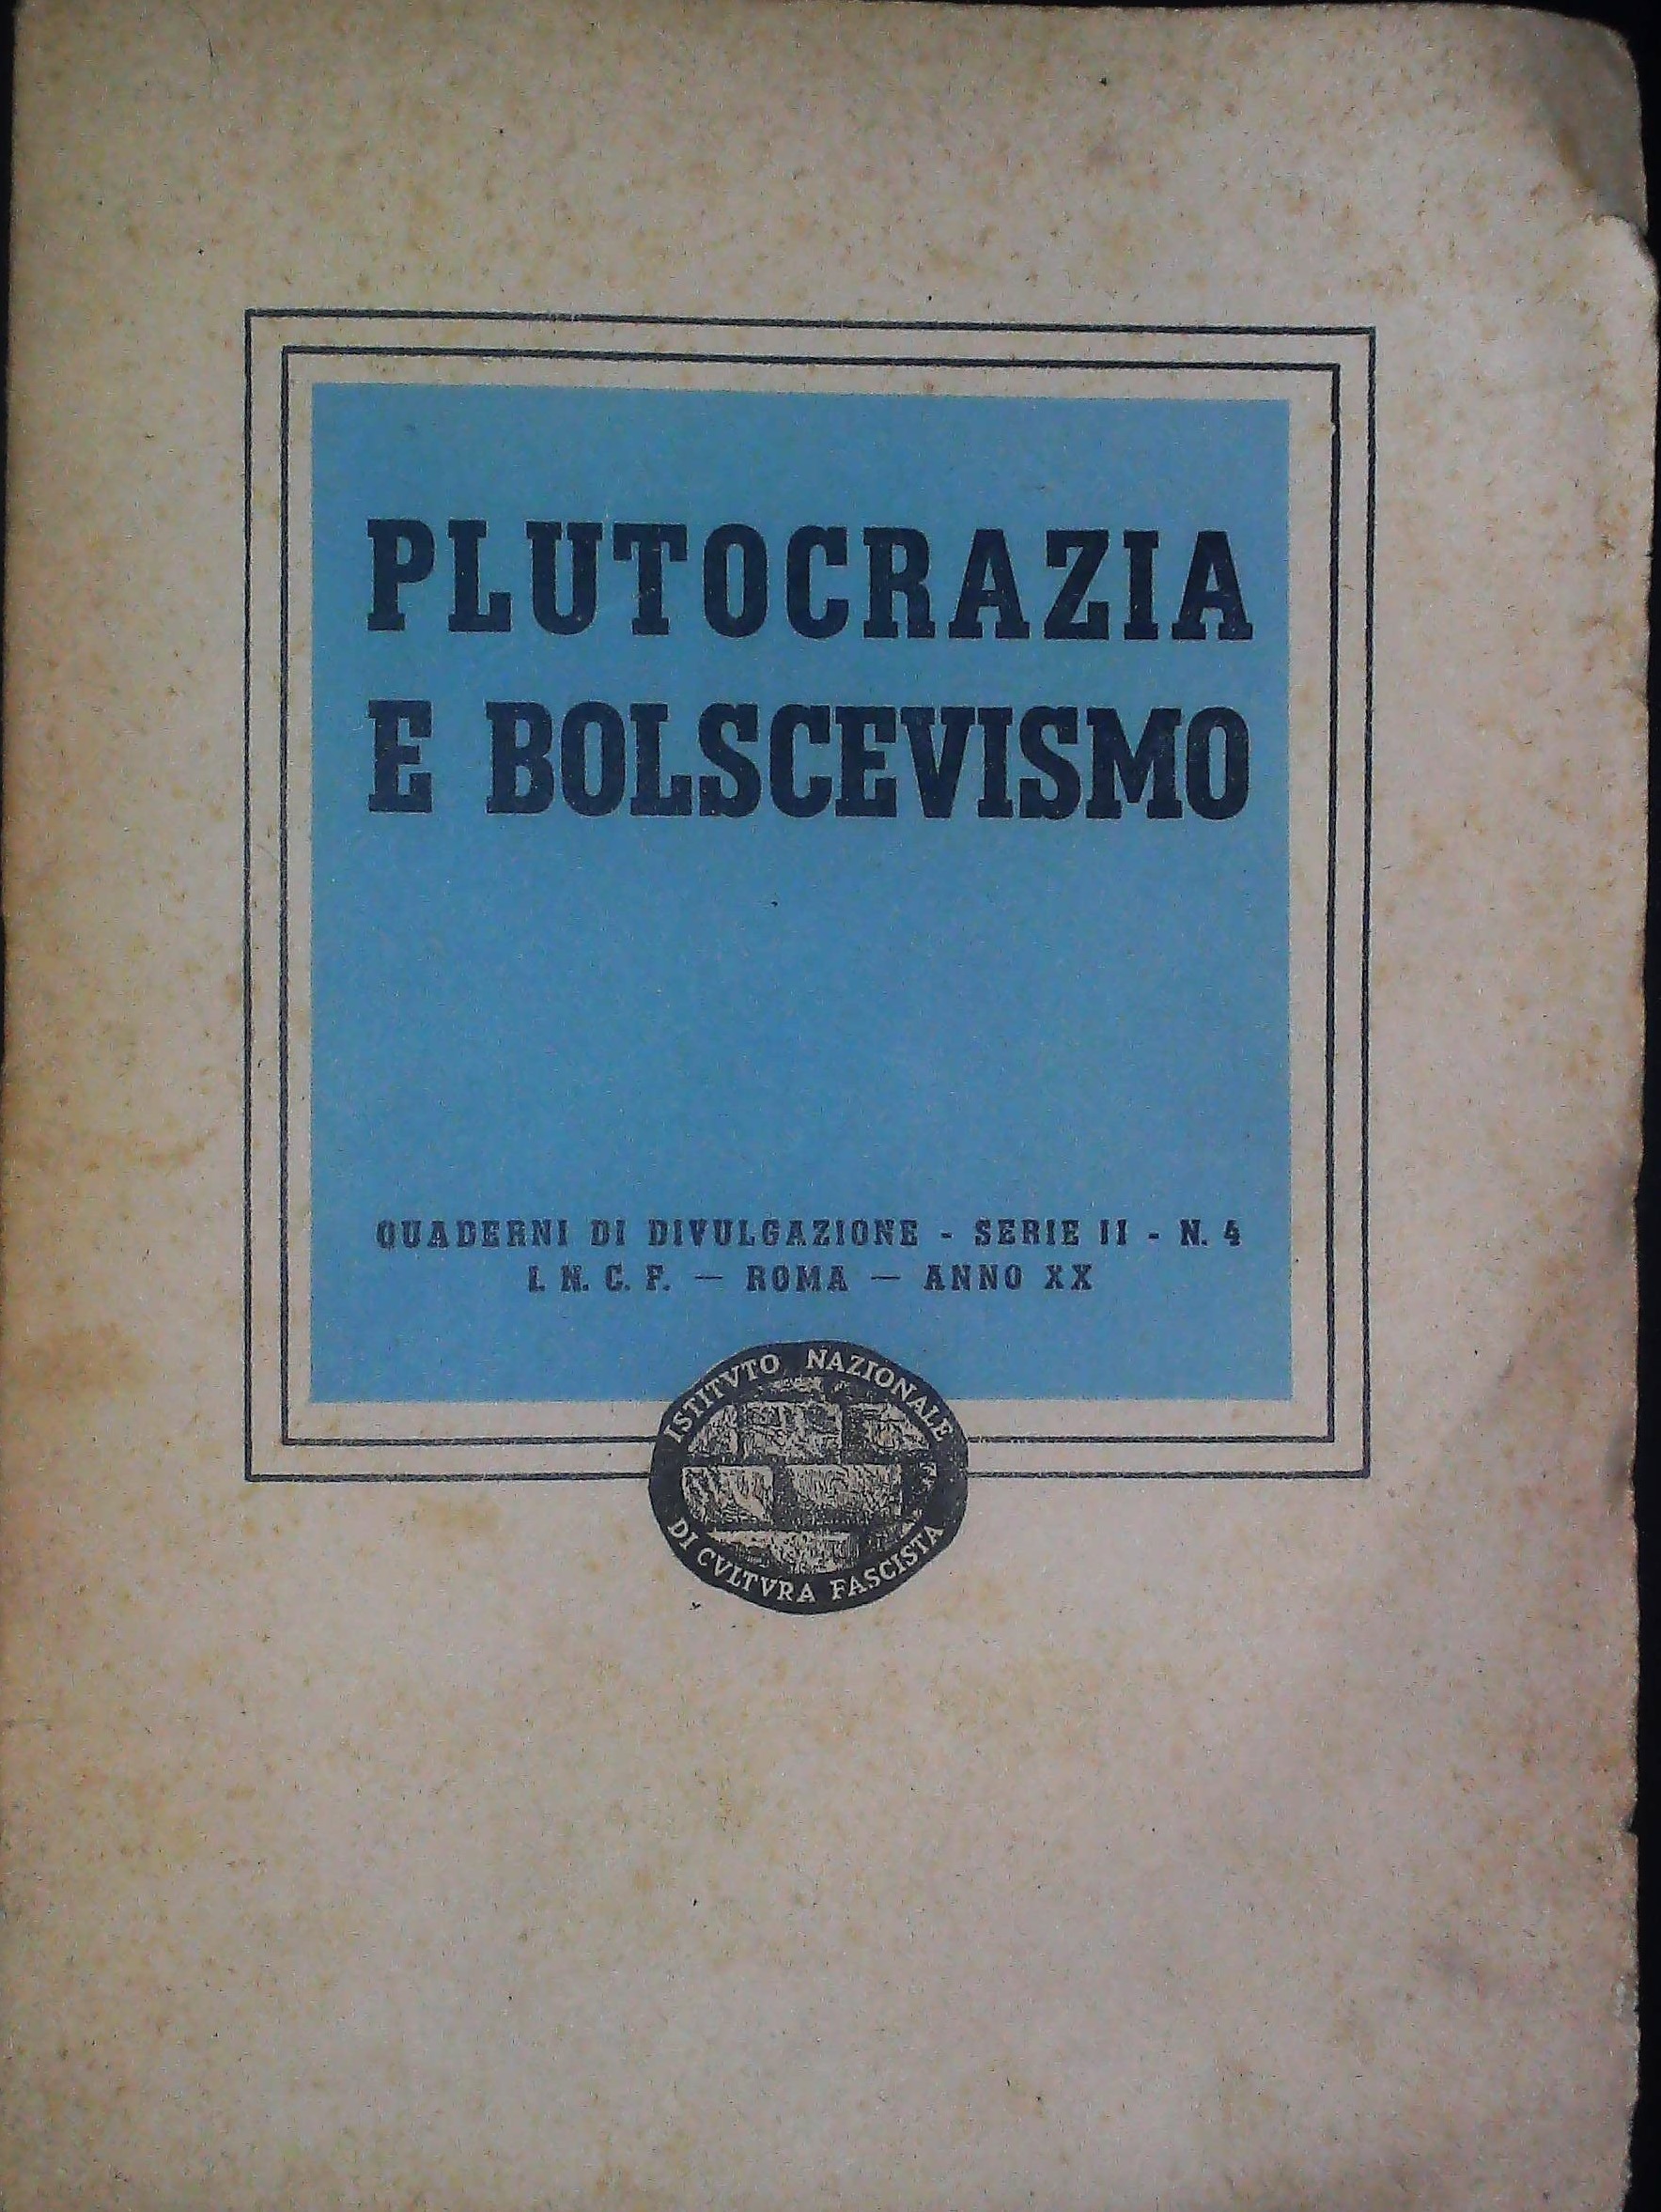 PLUTOCRAZIA
E BOLSCEVISMO
QUADERNI DI DIVULGAZIONE - SERIE II - N. 4
I. N. C. F. — ROMA — ANNO XX
ISTITVTO NAZIONALE
DI CVLTVRA FASCISTA